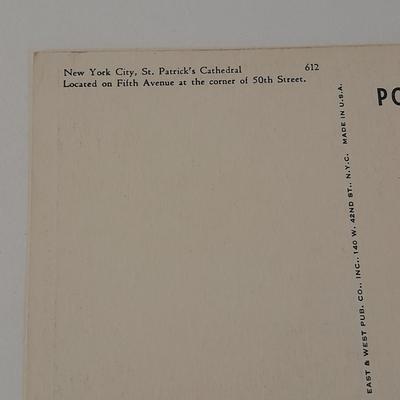 New York City, St. Patrick's Cathedral 612
Located on Fifth Avenue at the corner of 50th Street.
PO
EAST & WEST PUB. CO., INC., 140 W. 42ND ST., N.Y.C. MADE IN U.S.A.